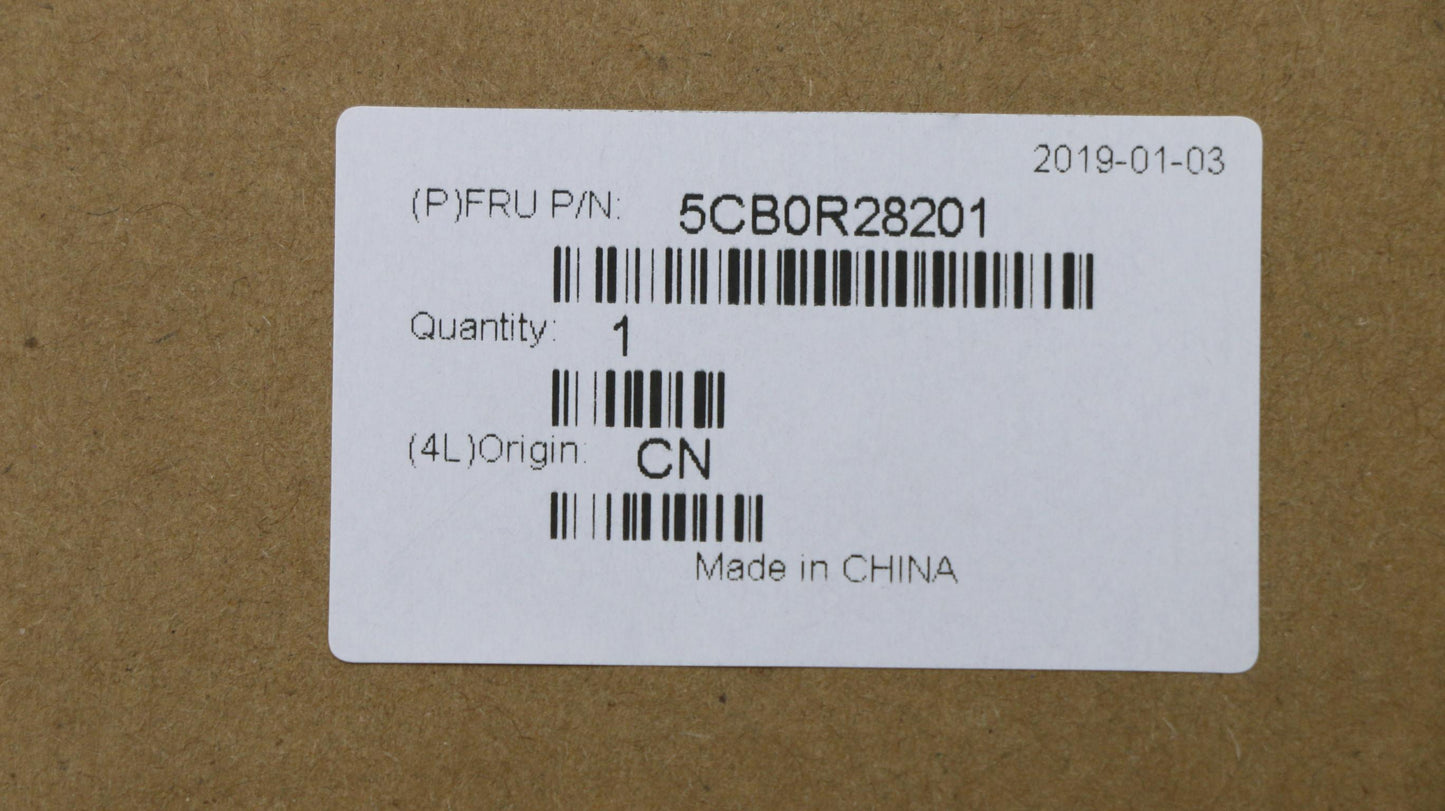 2019-01-03
(P)FRU P/N: 5CB0R28201
Quantity: 1
(4L)Origin: CN
Made in CHINA